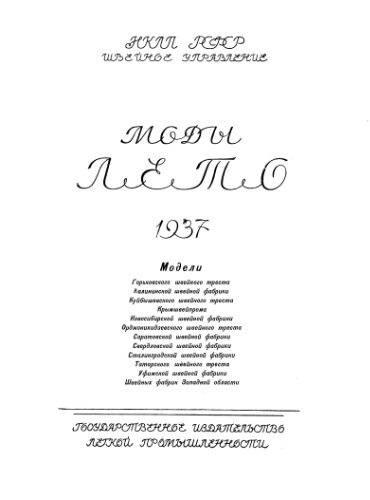 НКЛП РСФСР
ШВЕЙНОЕ УПРАВЛЕНИЕ
МОДЫ
ЛЕТО
1937
Модели
Горьковского швейного треста
Калининской швейной фабрики
Куйбышевского швейного треста
Крымшвейпрома
Новосибирской швейной фабрики
Орджоникидзевского швейного треста
Саратовской швейной фабрики
Свердловской швейной фабрики
Сталинградской швейной фабрики
Татарского швейного треста
Уфимской швейной фабрики
Швейных фабрик Западной области
ГОСУДАРСТВЕННОЕ ИЗДАТЕЛЬСТВО
ЛЕГКОЙ ПРОМЫШЛЕННОСТИ